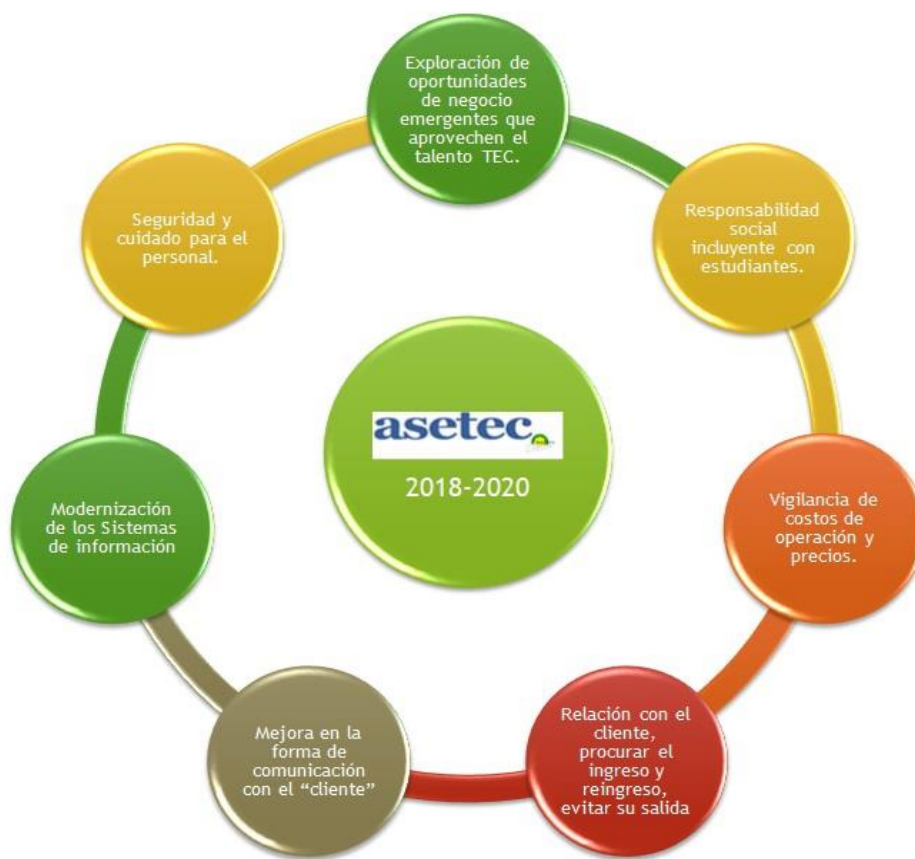 Exploración de
oportunidades
de negocio
emergentes que
aprovechen el
talento TEC.
Responsabilidad
social
incluyente con
estudiantes.
Vigilancia de
costos de
operación y
precios.
Relación con el
cliente,
procurar el
ingreso y
reingreso,
evitar su salida
Mejora en la
forma de
comunicación
con el “cliente”
Modernización
de los Sistemas
de información
Seguridad y
cuidado para el
personal.
asetec
2018-2020